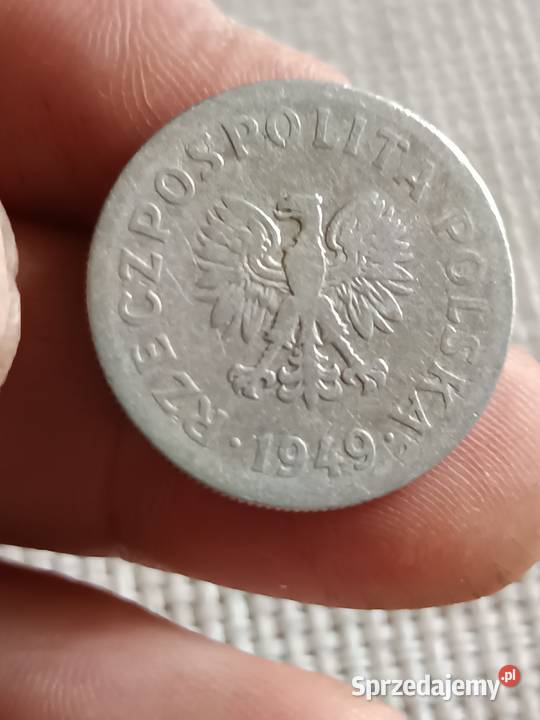 RZECZPOSPOLITA POLSKA
· 1949 ·
Sprzedajemy.pl